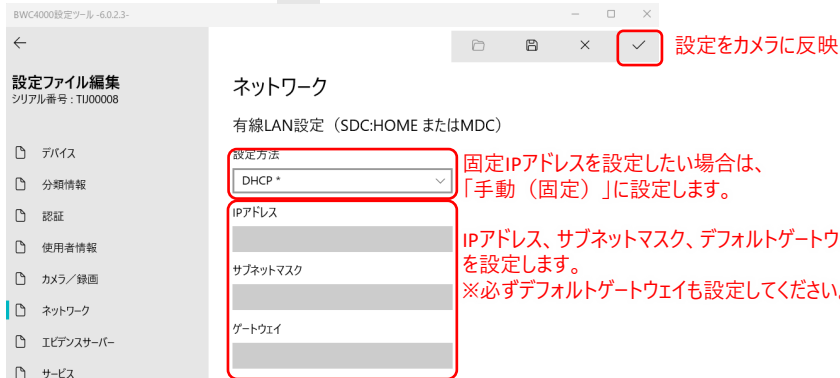 BWC4000設定ツール -6.0.2.3-
設定をカメラに反映
設定ファイル編集
シリアル番号 : TIJ00008
ネットワーク
有線LAN設定（SDC:HOME またはMDC）
設定方法
DHCP *
固定IPアドレスを設定したい場合は、
「手動（固定）」に設定します。
デバイス
分類情報
認証
使用者情報
カメラ／録画
ネットワーク
エビデンスサーバー
サービス
IPアドレス
サブネットマスク
ゲートウェイ
IPアドレス、サブネットマスク、デフォルトゲートウ
を設定します。
※必ずデフォルトゲートウェイも設定してください。